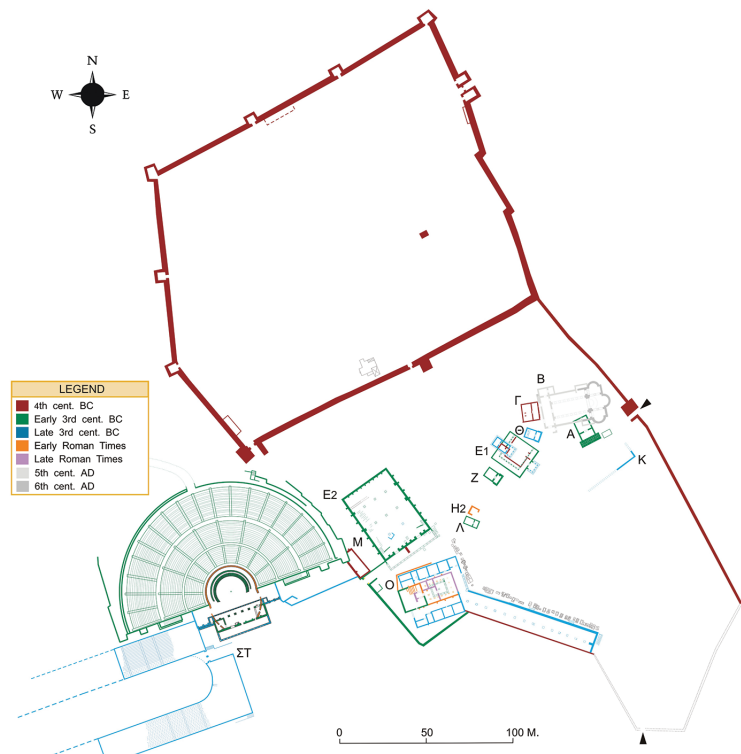 N
W E
S
B
Γ
Θ
A
E1
K
LEGEND
4th cent. BC
Early 3rd cent. BC
Late 3rd cent. BC
Early Roman Times
Late Roman Times
5th cent. AD
6th cent. AD
Z
E2
H2
Λ
M
O
ΣΤ
0 50 100 M.